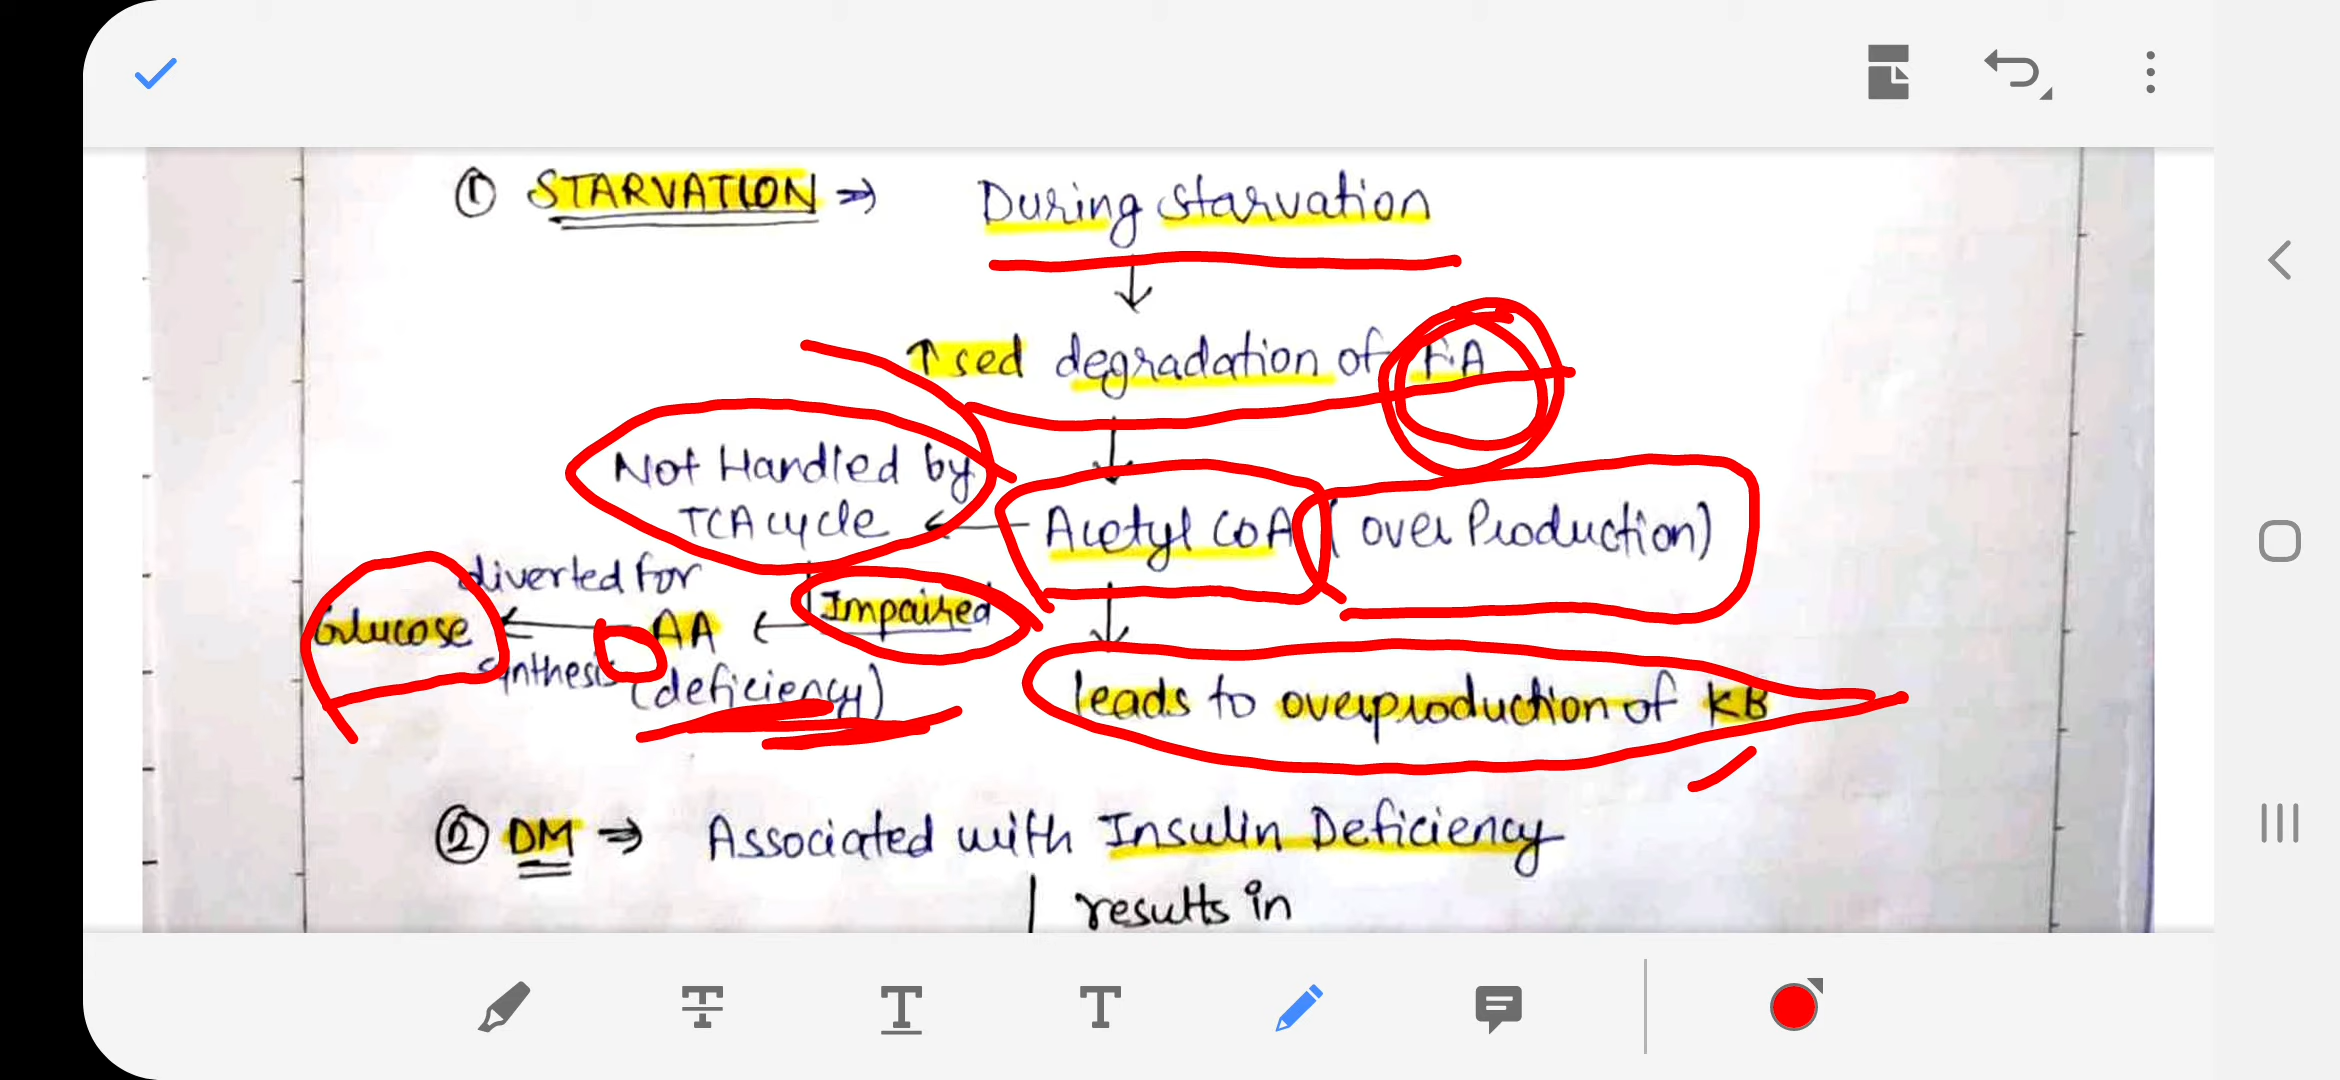 ① STARVATION ⇒ During starvation
↓
↑sed degradation of F.A
↓
Not Handled by
TCA cycle ← Acetyl COA (over Production)
diverted for
Glucose ← AA ← Impaired
synthesis (deficiency)
↓
leads to overproduction of KB
② DM ⇒ Associated with Insulin Deficiency
| results in